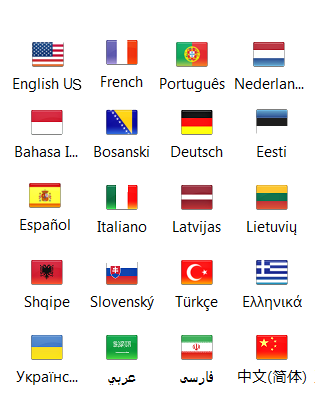 English US
French
Português
Nederlan...
Bahasa I...
Bosanski
Deutsch
Eesti
Español
Italiano
Latvijas
Lietuvių
Shqipe
Slovenský
Türkçe
Ελληνικά
Українс...
عربي
فارسی
中文(简体)